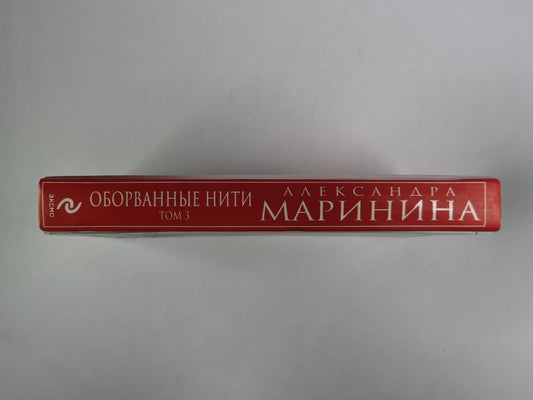 ЭКСМО
ОБОРВАННЫЕ НИТИ
ТОМ 3
АЛЕКСАНДРА
МАРИНИНА